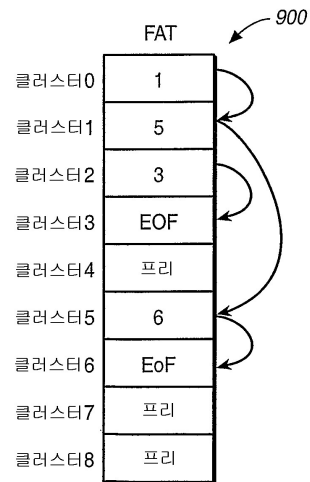 900
FAT
클러스터0 1
클러스터1 5
클러스터2 3
클러스터3 EOF
클러스터4 프리
클러스터5 6
클러스터6 EoF
클러스터7 프리
클러스터8 프리